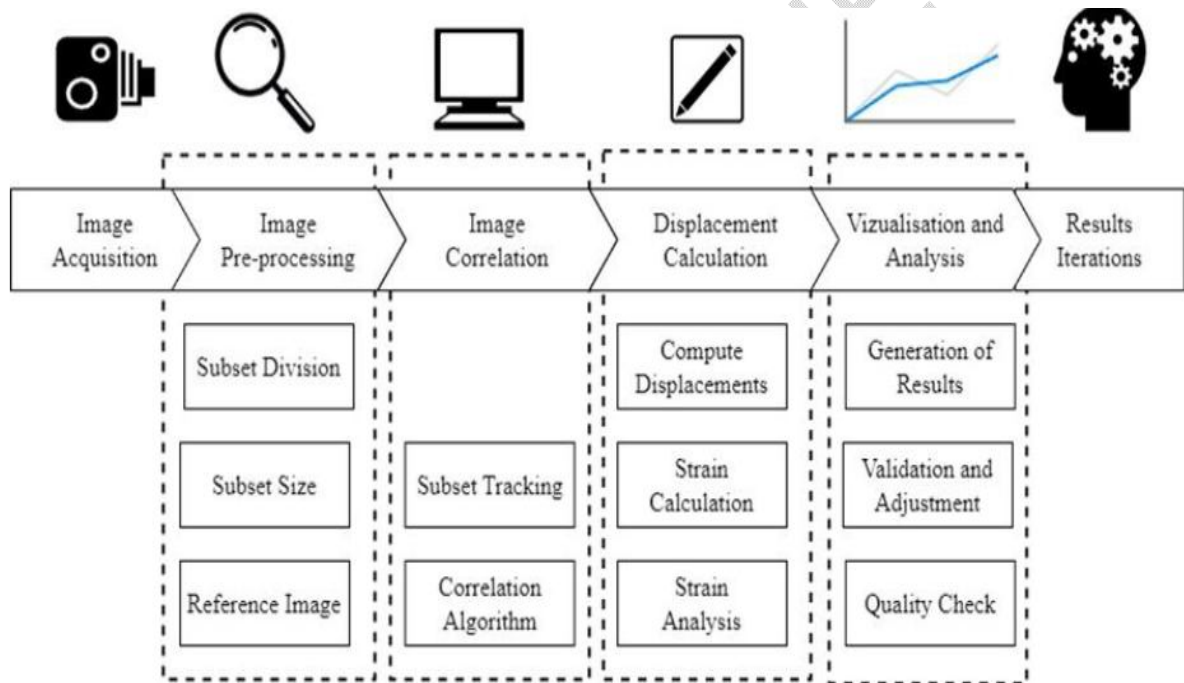 Image
Acquisition
Image
Pre-processing
Image
Correlation
Displacement
Calculation
Vizualisation and
Analysis
Results
Iterations
Subset Division
Subset Size
Reference Image
Subset Tracking
Correlation
Algorithm
Compute
Displacements
Strain
Calculation
Strain
Analysis
Generation of
Results
Validation and
Adjustment
Quality Check